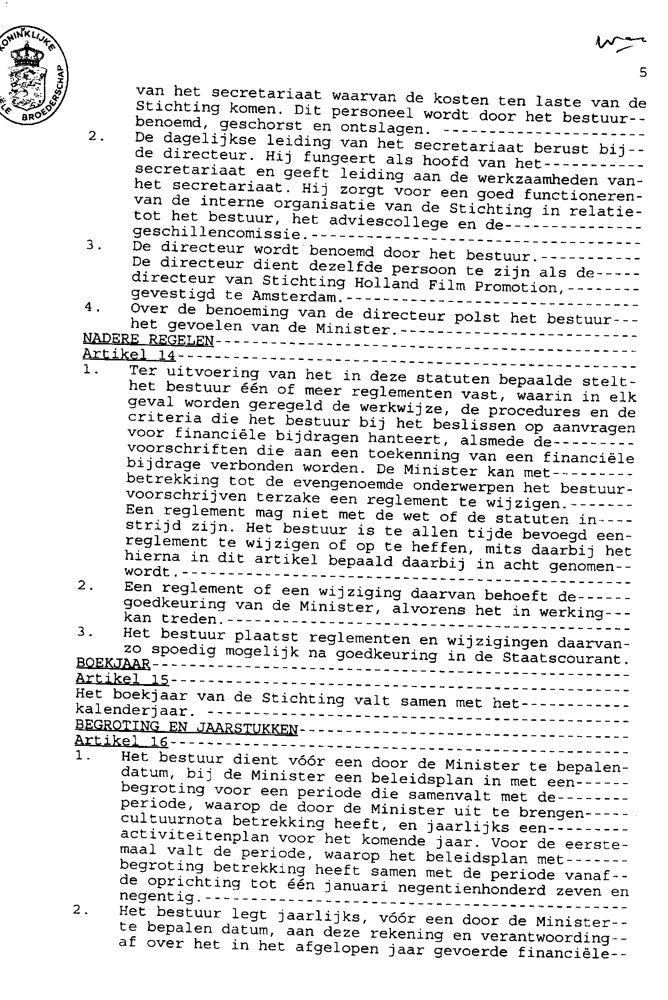 KONINKLIJKE
BROEDERSCHAP
5
van het secretariaat waarvan de kosten ten laste van de
Stichting komen. Dit personeel wordt door het bestuur--
benoemd, geschorst en ontslagen. ----------------------
2. De dagelijkse leiding van het secretariaat berust bij--
de directeur. Hij fungeert als hoofd van het-----------
secretariaat en geeft leiding aan de werkzaamheden van-
het secretariaat. Hij zorgt voor een goed functioneren-
van de interne organisatie van de Stichting in relatie-
tot het bestuur, het adviescollege en de---------------
geschillencomissie.------------------------------------
3. De directeur wordt benoemd door het bestuur.-----------
De directeur dient dezelfde persoon te zijn als de-----
directeur van Stichting Holland Film Promotion,--------
gevestigd te Amsterdam.--------------------------------
4. Over de benoeming van de directeur polst het bestuur---
het gevoelen van de Minister.--------------------------
NADERE REGELEN----------------------------------------------
Artikel 14--------------------------------------------------
1. Ter uitvoering van het in deze statuten bepaalde stelt-
het bestuur één of meer reglementen vast, waarin in elk
geval worden geregeld de werkwijze, de procedures en de
criteria die het bestuur bij het beslissen op aanvragen
voor financiële bijdragen hanteert, alsmede de---------
voorschriften die aan een toekenning van een financiële
bijdrage verbonden worden. De Minister kan met---------
betrekking tot de evengenoemde onderwerpen het bestuur-
voorschrijven terzake een reglement te wijzigen.-------
Een reglement mag niet met de wet of de statuten in----
strijd zijn. Het bestuur is te allen tijde bevoegd een-
reglement te wijzigen of op te heffen, mits daarbij het
hierna in dit artikel bepaald daarbij in acht genomen--
wordt.-------------------------------------------------
2. Een reglement of een wijziging daarvan behoeft de------
goedkeuring van de Minister, alvorens het in werking---
kan treden.--------------------------------------------
3. Het bestuur plaatst reglementen en wijzigingen daarvan-
zo spoedig mogelijk na goedkeuring in de Staatscourant.
BOEKJAAR----------------------------------------------------
Artikel 15--------------------------------------------------
Het boekjaar van de Stichting valt samen met het------------
kalenderjaar. ----------------------------------------------
BEGROTING EN JAARSTUKKEN------------------------------------
Artikel 16--------------------------------------------------
1. Het bestuur dient vóór een door de Minister te bepalen-
datum, bij de Minister een beleidsplan in met een------
begroting voor een periode die samenvalt met de--------
periode, waarop de door de Minister uit te brengen-----
cultuurnota betrekking heeft, en jaarlijks een---------
activiteitenplan voor het komende jaar. Voor de eerste-
maal valt de periode, waarop het beleidsplan met-------
begroting betrekking heeft samen met de periode vanaf--
de oprichting tot één januari negentienhonderd zeven en
negentig.----------------------------------------------
2. Het bestuur legt jaarlijks, vóór een door de Minister--
te bepalen datum, aan deze rekening en verantwoording--
af over het in het afgelopen jaar gevoerde financiële--